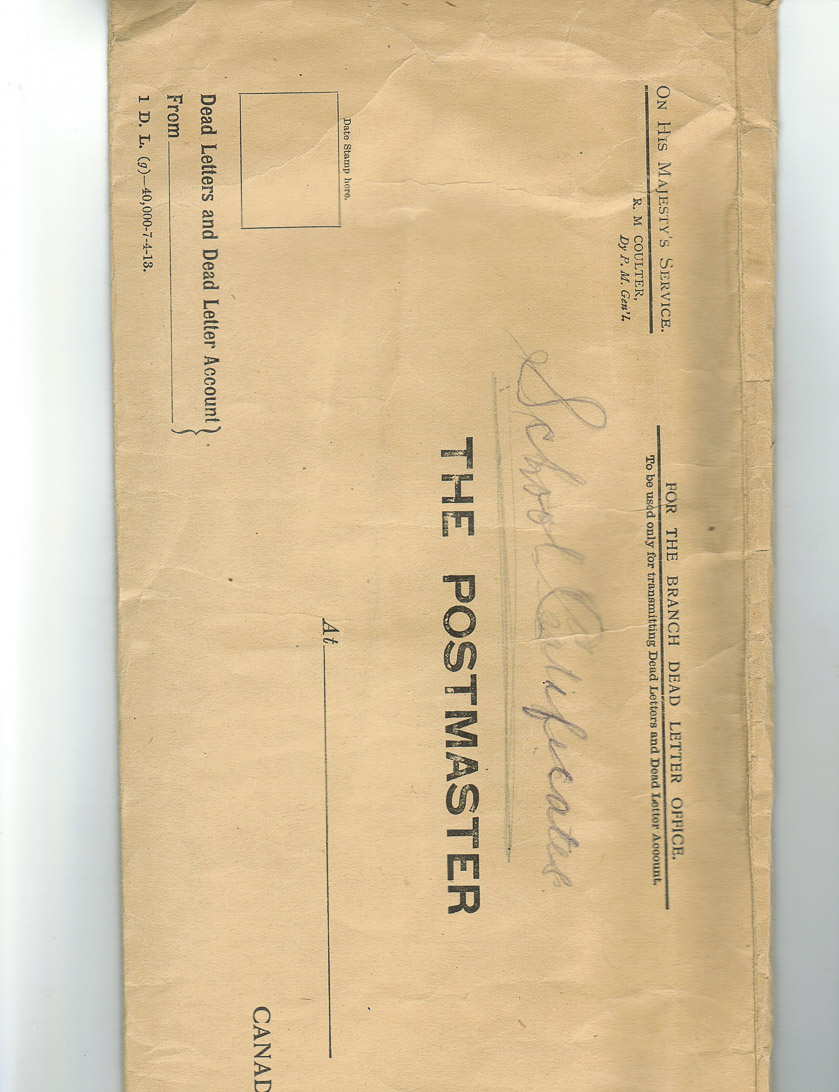 ON HIS MAJESTY'S SERVICE.
R. M COULTER,
Dy P. M. Gen'l.
FOR THE BRANCH DEAD LETTER OFFICE.
To be used only for transmitting Dead Letters and Dead Letter Account.
School Certificates
THE POSTMASTER
Date Stamp here.
At
CANAD
Dead Letters and Dead Letter Account }
From
1 D. L. (g)—40,000-7-4-13.